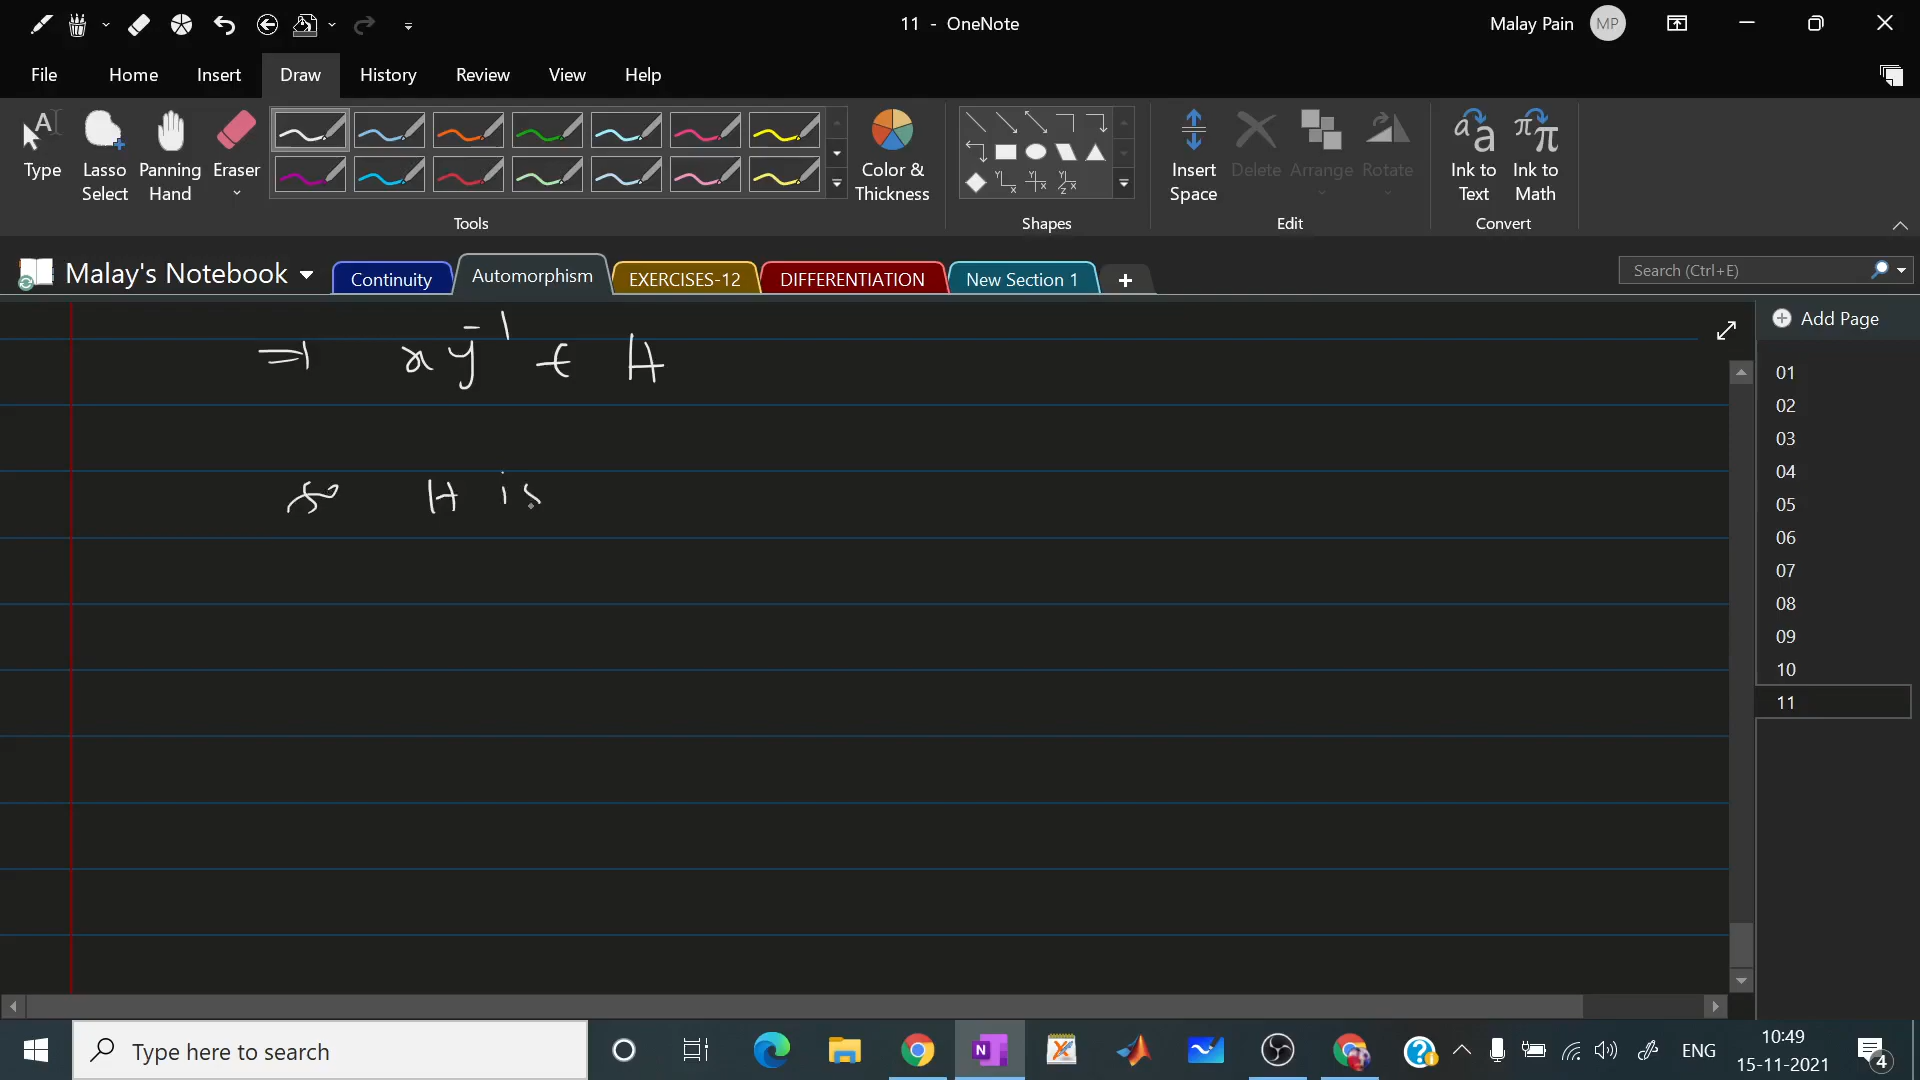 11 - OneNote
Malay Pain MP
File Home Insert Draw History Review View Help
Type
Lasso Select
Panning Hand
Eraser
Color & Thickness
Insert Space
Delete
Arrange
Rotate
Ink to Text
Ink to Math
Tools
Shapes
Edit
Convert
Malay's Notebook
Continuity
Automorphism
EXERCISES-12
DIFFERENTIATION
New Section 1
Search (Ctrl+E)
Add Page
⇒ x y⁻¹ ∈ H
01
02
03
04
so H is
05
06
07
08
09
10
11
Type here to search
ENG
10:49
15-11-2021
4